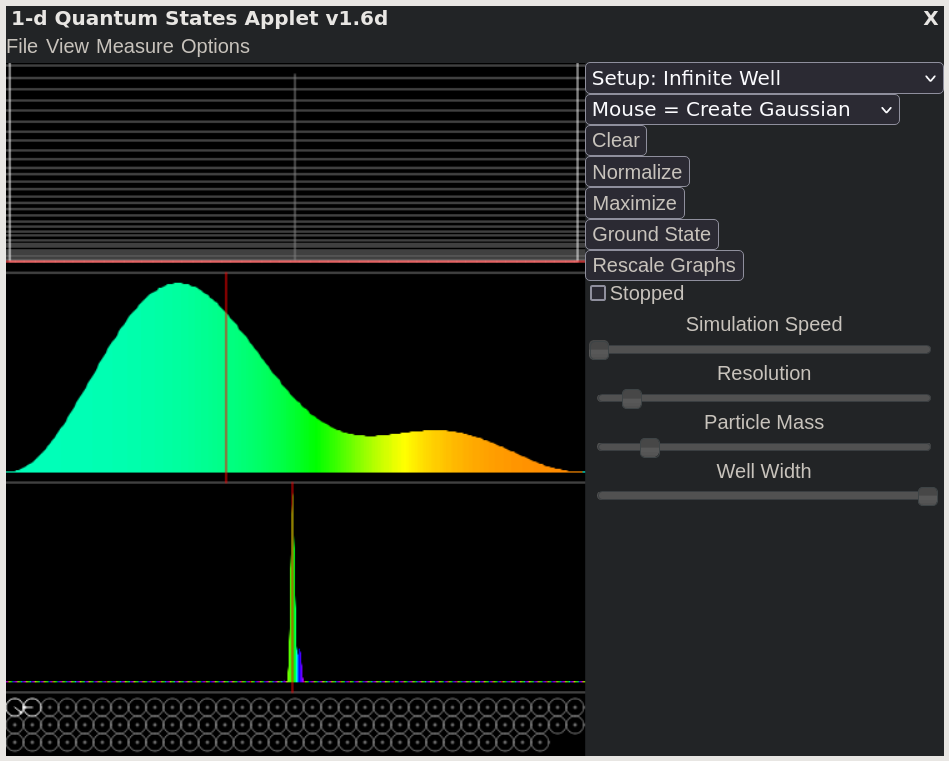 1-d Quantum States Applet v1.6d X
File View Measure Options
Setup: Infinite Well
Mouse = Create Gaussian
Clear
Normalize
Maximize
Ground State
Rescale Graphs
Stopped
Simulation Speed
Resolution
Particle Mass
Well Width